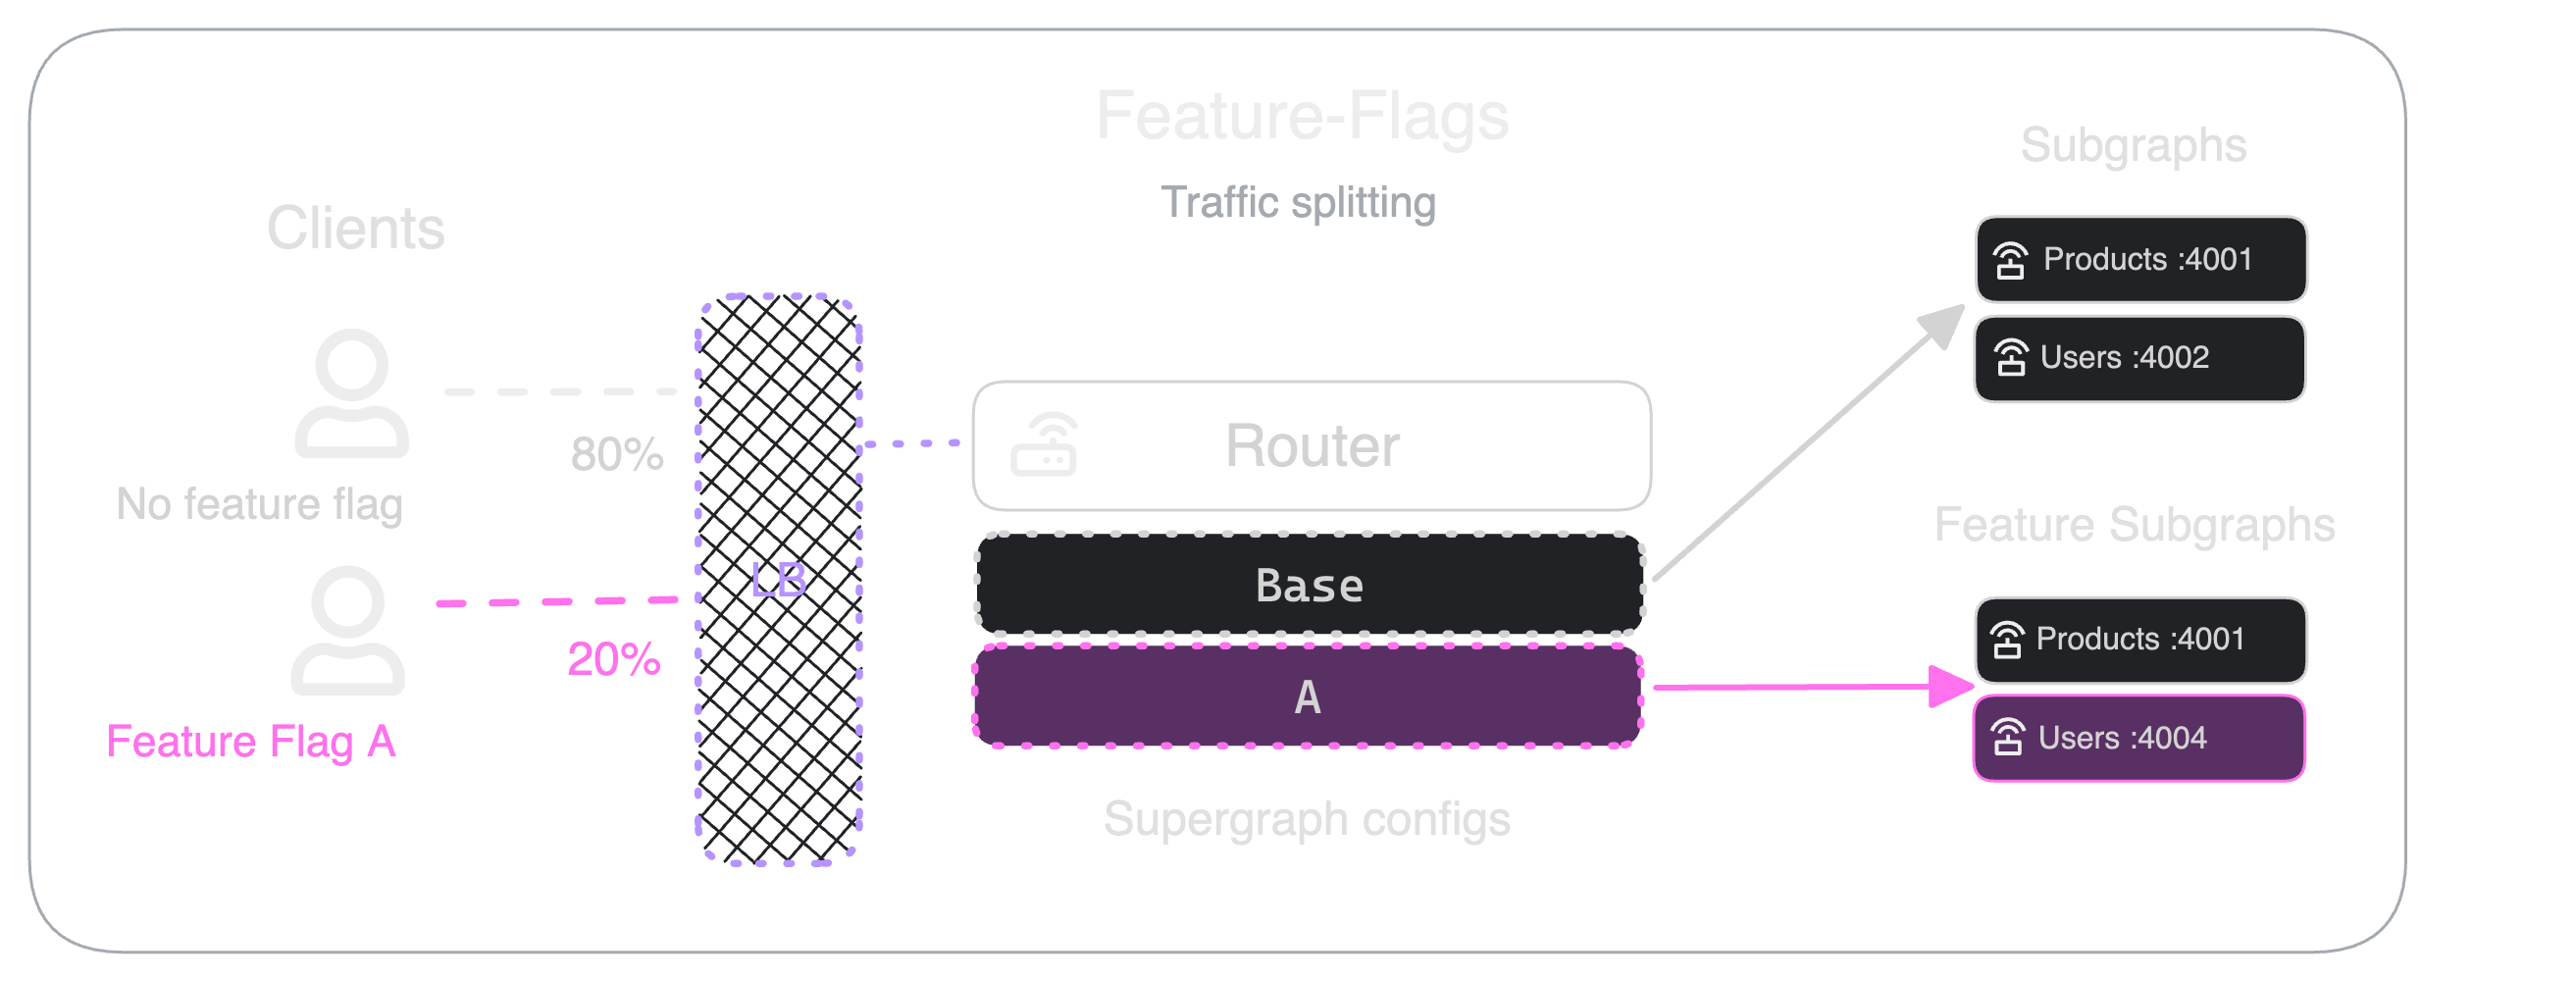 Feature-Flags
Traffic splitting
Clients
80%
No feature flag
20%
Feature Flag A
LB
Router
Base
A
Supergraph configs
Subgraphs
Products :4001
Users :4002
Feature Subgraphs
Products :4001
Users :4004